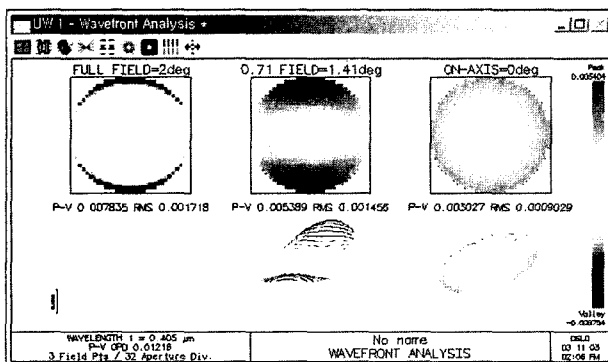 UW 1 - Wavefront Analysis *
FULL FIELD=2deg
0.71 FIELD=1.41deg
ON-AXIS=0deg
Peak
0.005404
P-V 0.007835 RMS 0.001718
P-V 0.005389 RMS 0.001456
P-V 0.003027 RMS 0.0009029
Valley
WAVELENGTH 1 = 0.405 µm
P-V OPD 0.01218
3 Field Pts / 32 Aperture Div.
No name
WAVEFRONT ANALYSIS
OSLO
03 11 03
02:06 PM